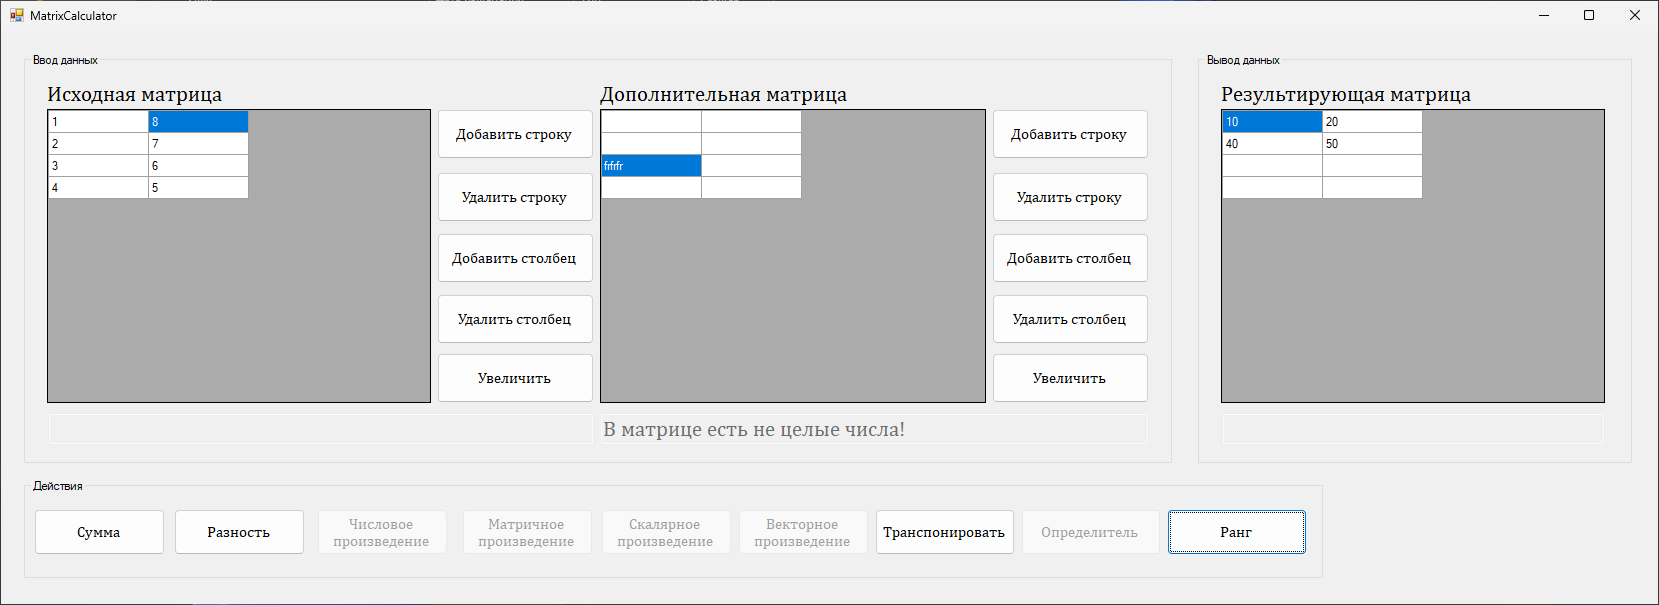 MatrixCalculator
Ввод данных
Исходная матрица
1 8
2 7
3 6
4 5
Добавить строку
Удалить строку
Добавить столбец
Удалить столбец
Увеличить
Дополнительная матрица
frfrfr
Добавить строку
Удалить строку
Добавить столбец
Удалить столбец
Увеличить
В матрице есть не целые числа!
Вывод данных
Результирующая матрица
10 20
40 50
Действия
Сумма
Разность
Числовое
произведение
Матричное
произведение
Скалярное
произведение
Векторное
произведение
Транспонировать
Определитель
Ранг